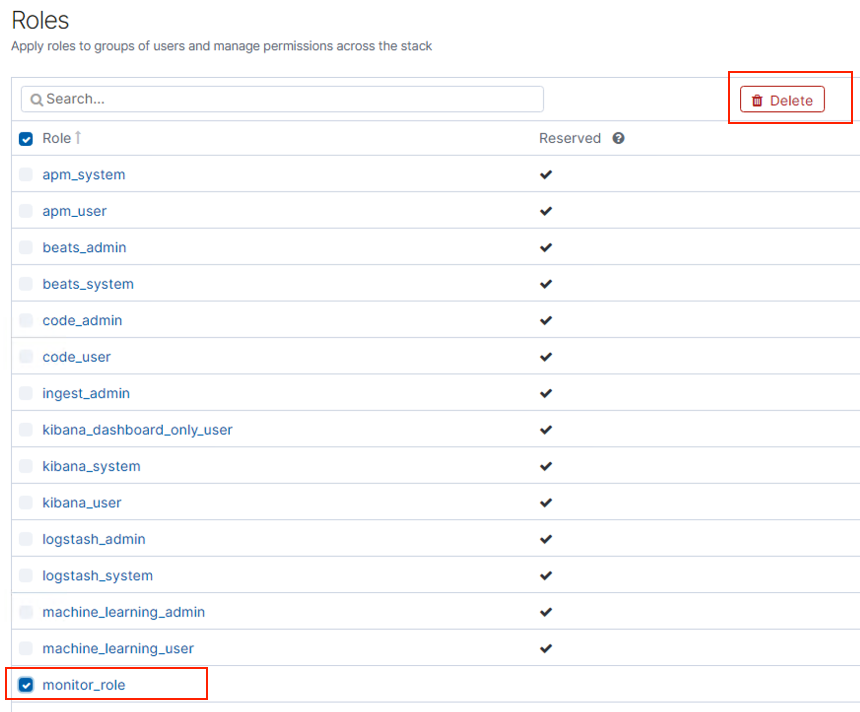 Roles
Apply roles to groups of users and manage permissions across the stack
Search...
Delete
Role Reserved
apm_system
apm_user
beats_admin
beats_system
code_admin
code_user
ingest_admin
kibana_dashboard_only_user
kibana_system
kibana_user
logstash_admin
logstash_system
machine_learning_admin
machine_learning_user
monitor_role